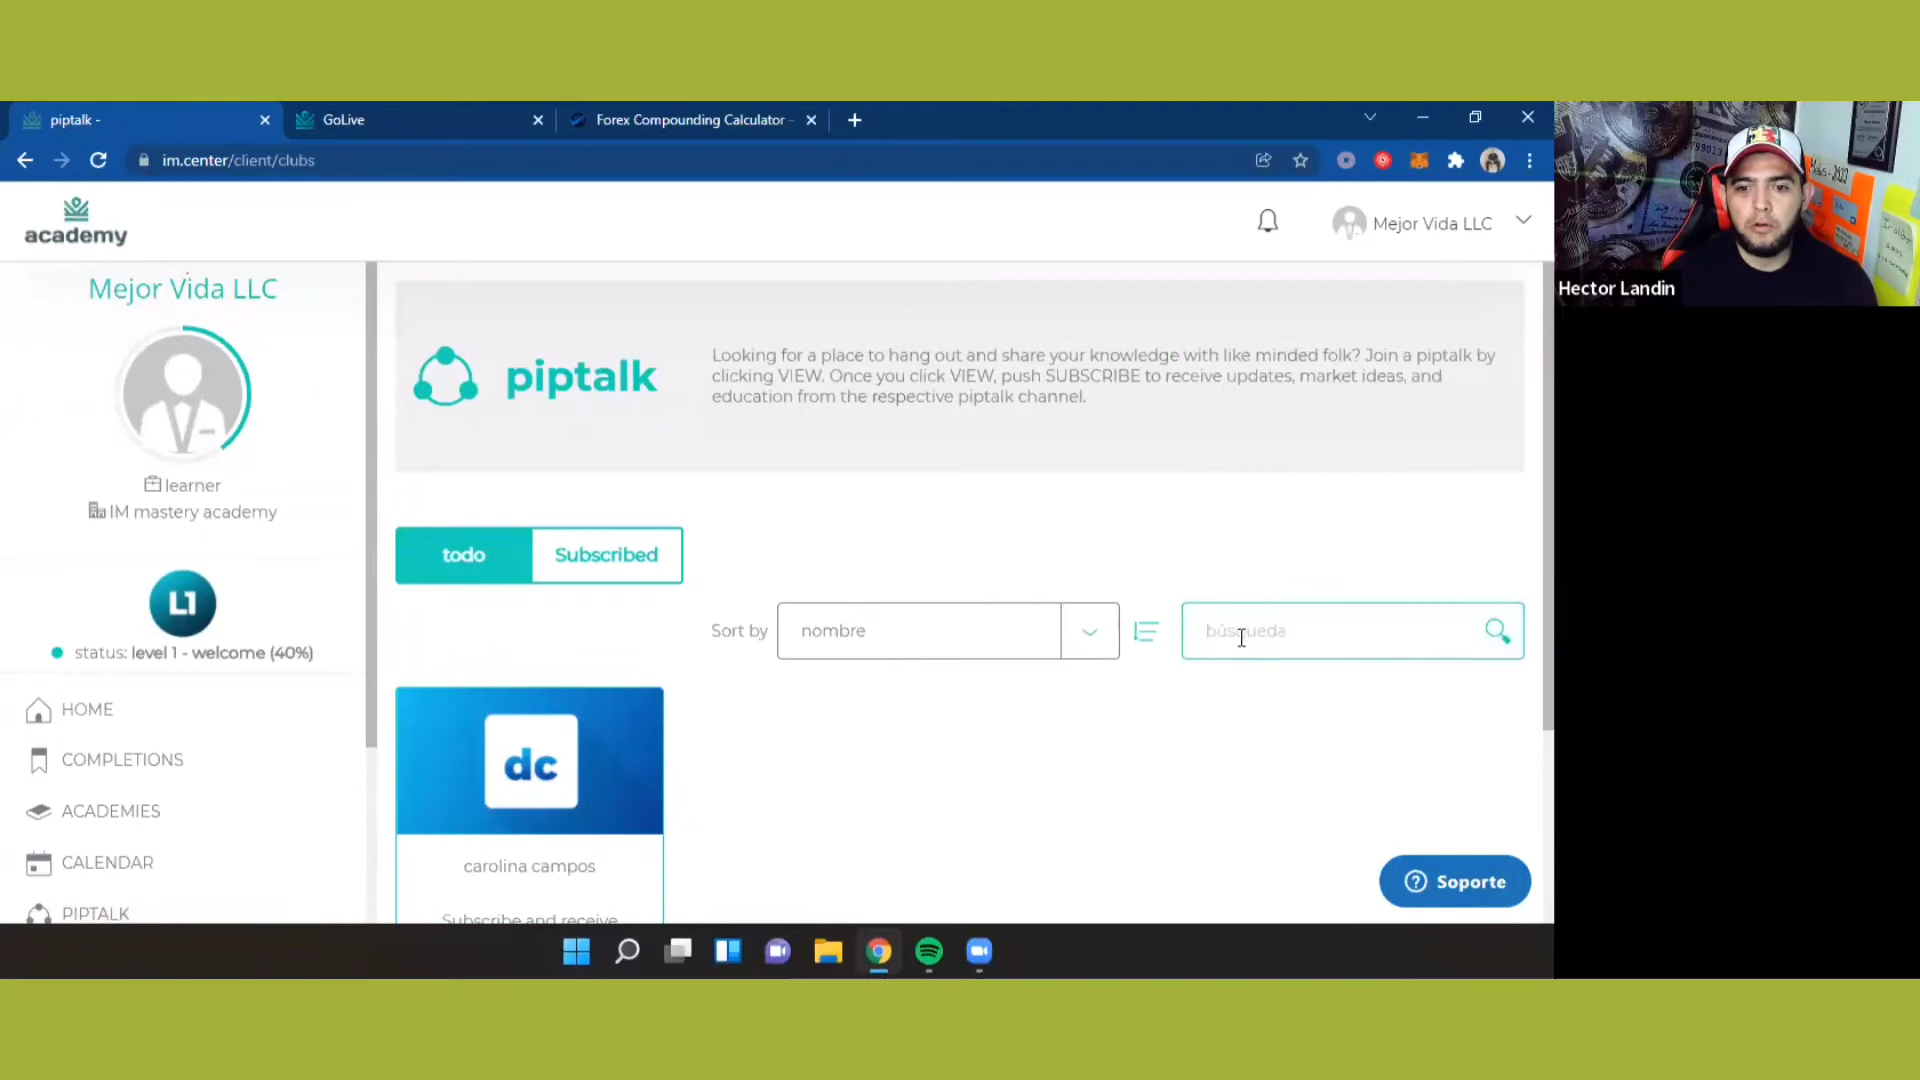 piptalk -
GoLive
Forex Compounding Calculator -
im.center/client/clubs
academy
Mejor Vida LLC
Mejor Vida LLC
learner
IM mastery academy
L1
status: level 1 - welcome (40%)
HOME
COMPLETIONS
ACADEMIES
CALENDAR
PIPTALK
piptalk
Looking for a place to hang out and share your knowledge with like minded folk? Join a piptalk by
clicking VIEW. Once you click VIEW, push SUBSCRIBE to receive updates, market ideas, and
education from the respective piptalk channel.
todo
Subscribed
Sort by
nombre
búsqueda
dc
carolina campos
Subscribe and receive
Soporte
Hector Landin